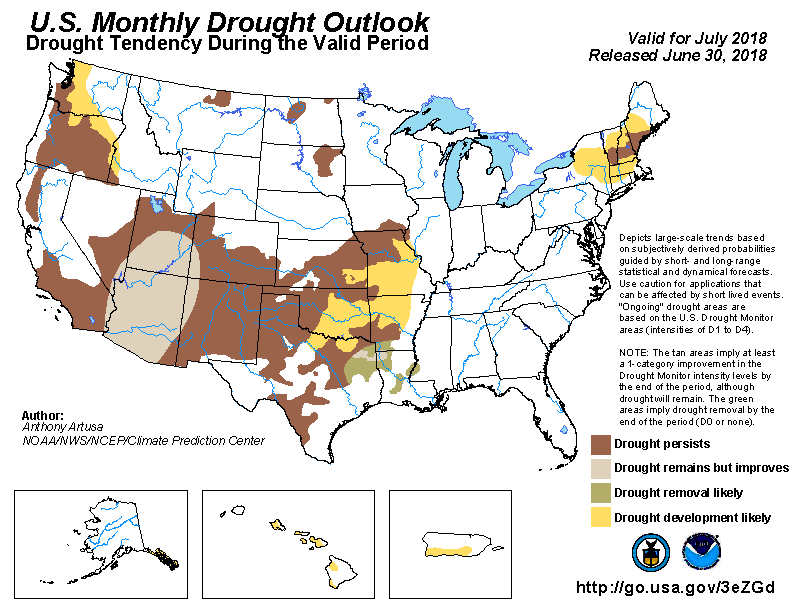 U.S. Monthly Drought Outlook
Drought Tendency During the Valid Period
Valid for July 2018
Released June 30, 2018
Depicts large-scale trends based
on subjectively derived probabilities
guided by short- and long-range
statistical and dynamical forecasts.
Use caution for applications that
can be affected by short lived events.
"Ongoing" drought areas are
based on the U.S. Drought Monitor
areas (intensities of D1 to D4).
NOTE: The tan areas imply at least
a 1-category improvement in the
Drought Monitor intensity levels by
the end of the period, although
drought will remain. The green
areas imply drought removal by the
end of the period (D0 or none).
Author:
Anthony Artusa
NOAA/NWS/NCEP/Climate Prediction Center
Drought persists
Drought remains but improves
Drought removal likely
Drought development likely
http://go.usa.gov/3eZGd